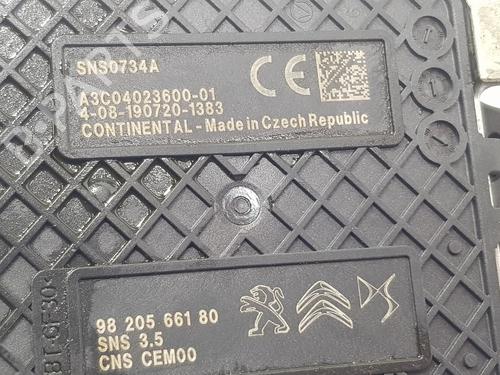 SNS0734A
A3C04023600-01
4-08-190720-1383
CONTINENTAL - Made in Czech Republic
98 205 661 80
SNS 3.5
CNS CEM00